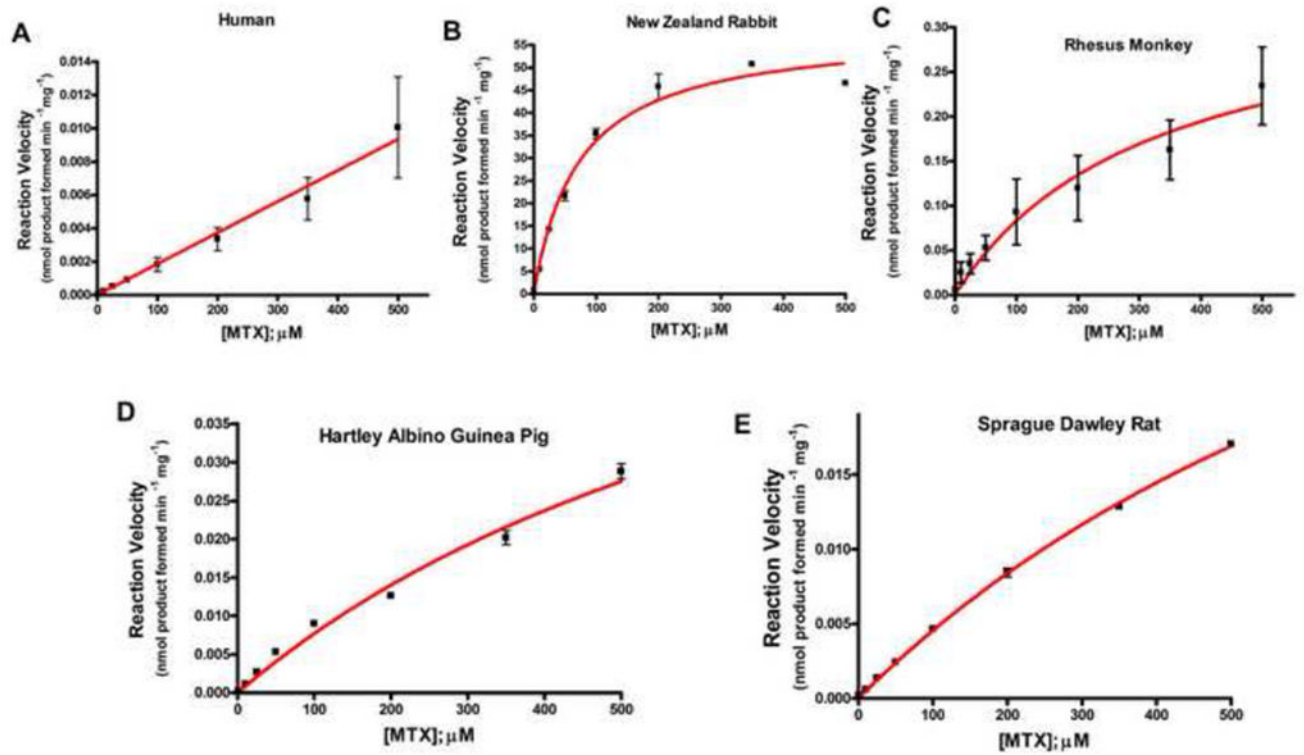 A
Human
Reaction Velocity
(nmol product formed min -1 mg-1)
0.014
0.012
0.010
0.008
0.006
0.004
0.002
0.000
0 100 200 300 400 500
[MTX]; μM
B
New Zealand Rabbit
Reaction Velocity
(nmol product formed min -1 mg-1)
55
50
45
40
35
30
25
20
15
10
5
0
0 100 200 300 400 500
[MTX]; μM
C
Rhesus Monkey
Reaction Velocity
(nmol product formed min -1 mg-1)
0.30
0.25
0.20
0.15
0.10
0.05
0.00
0 100 200 300 400 500
[MTX]; μM
D
Hartley Albino Guinea Pig
Reaction Velocity
(nmol product formed min -1 mg-1)
0.035
0.030
0.025
0.020
0.015
0.010
0.005
0.000
0 100 200 300 400 500
[MTX]; μM
E
Sprague Dawley Rat
Reaction Velocity
(nmol product formed min -1 mg-1)
0.015
0.010
0.005
0.000
0 100 200 300 400 500
[MTX]; μM